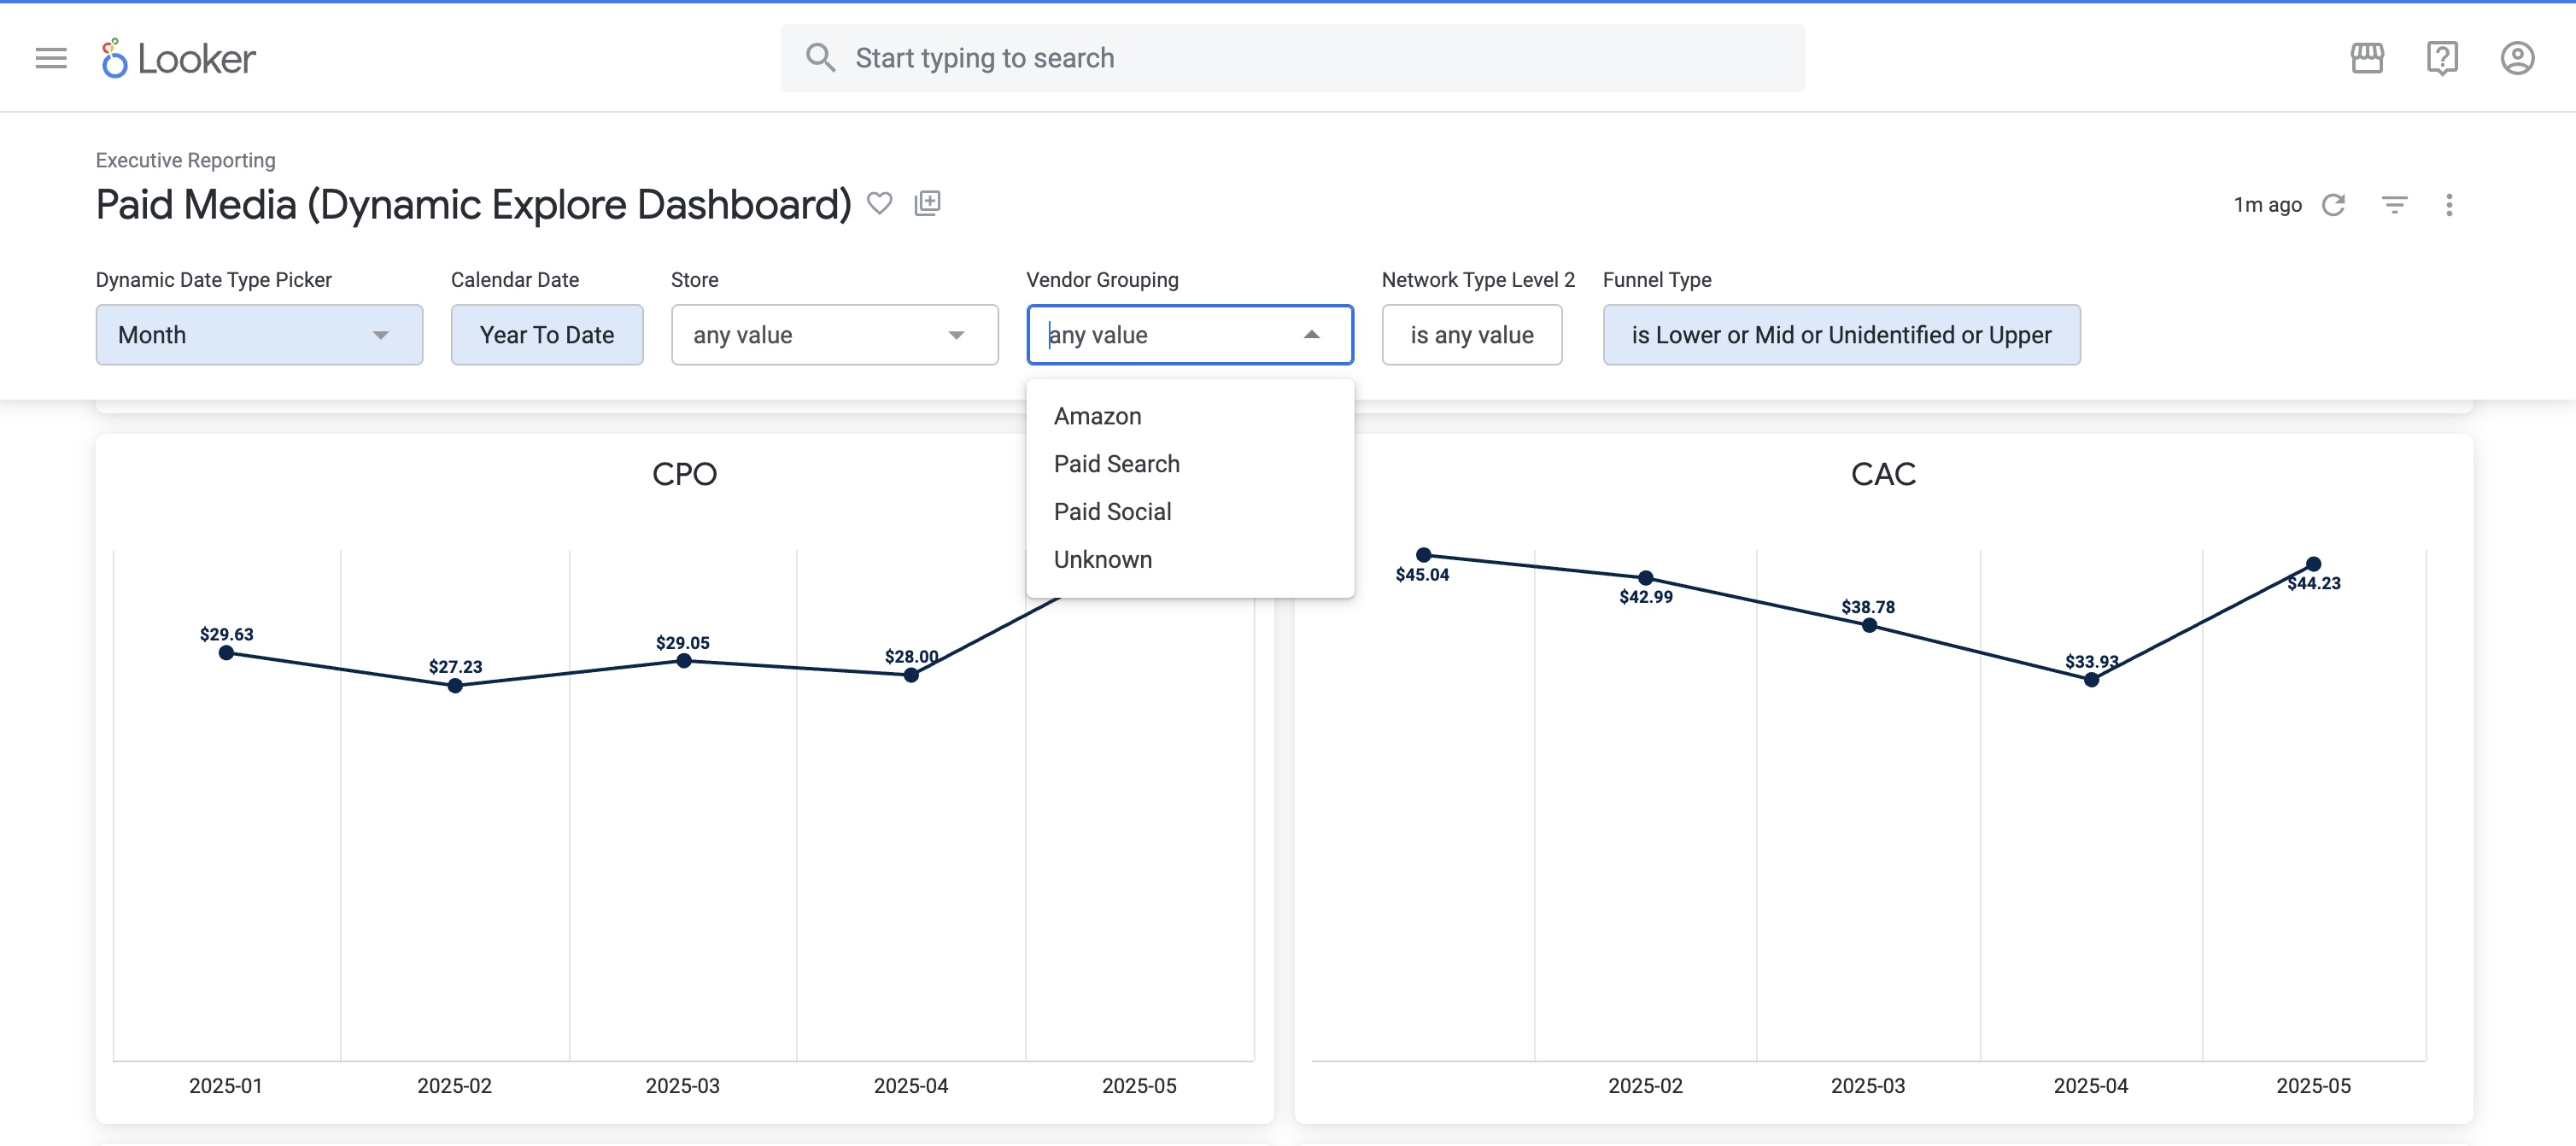 Looker
Start typing to search
Executive Reporting
Paid Media (Dynamic Explore Dashboard)
1m ago
Dynamic Date Type Picker
Month
Calendar Date
Year To Date
Store
any value
Vendor Grouping
any value
Network Type Level 2
is any value
Funnel Type
is Lower or Mid or Unidentified or Upper
Amazon
Paid Search
Paid Social
Unknown
CPO
$29.63
$27.23
$29.05
$28.00
2025-01
2025-02
2025-03
2025-04
2025-05
CAC
$45.04
$42.99
$38.78
$33.93
$44.23
2025-02
2025-03
2025-04
2025-05